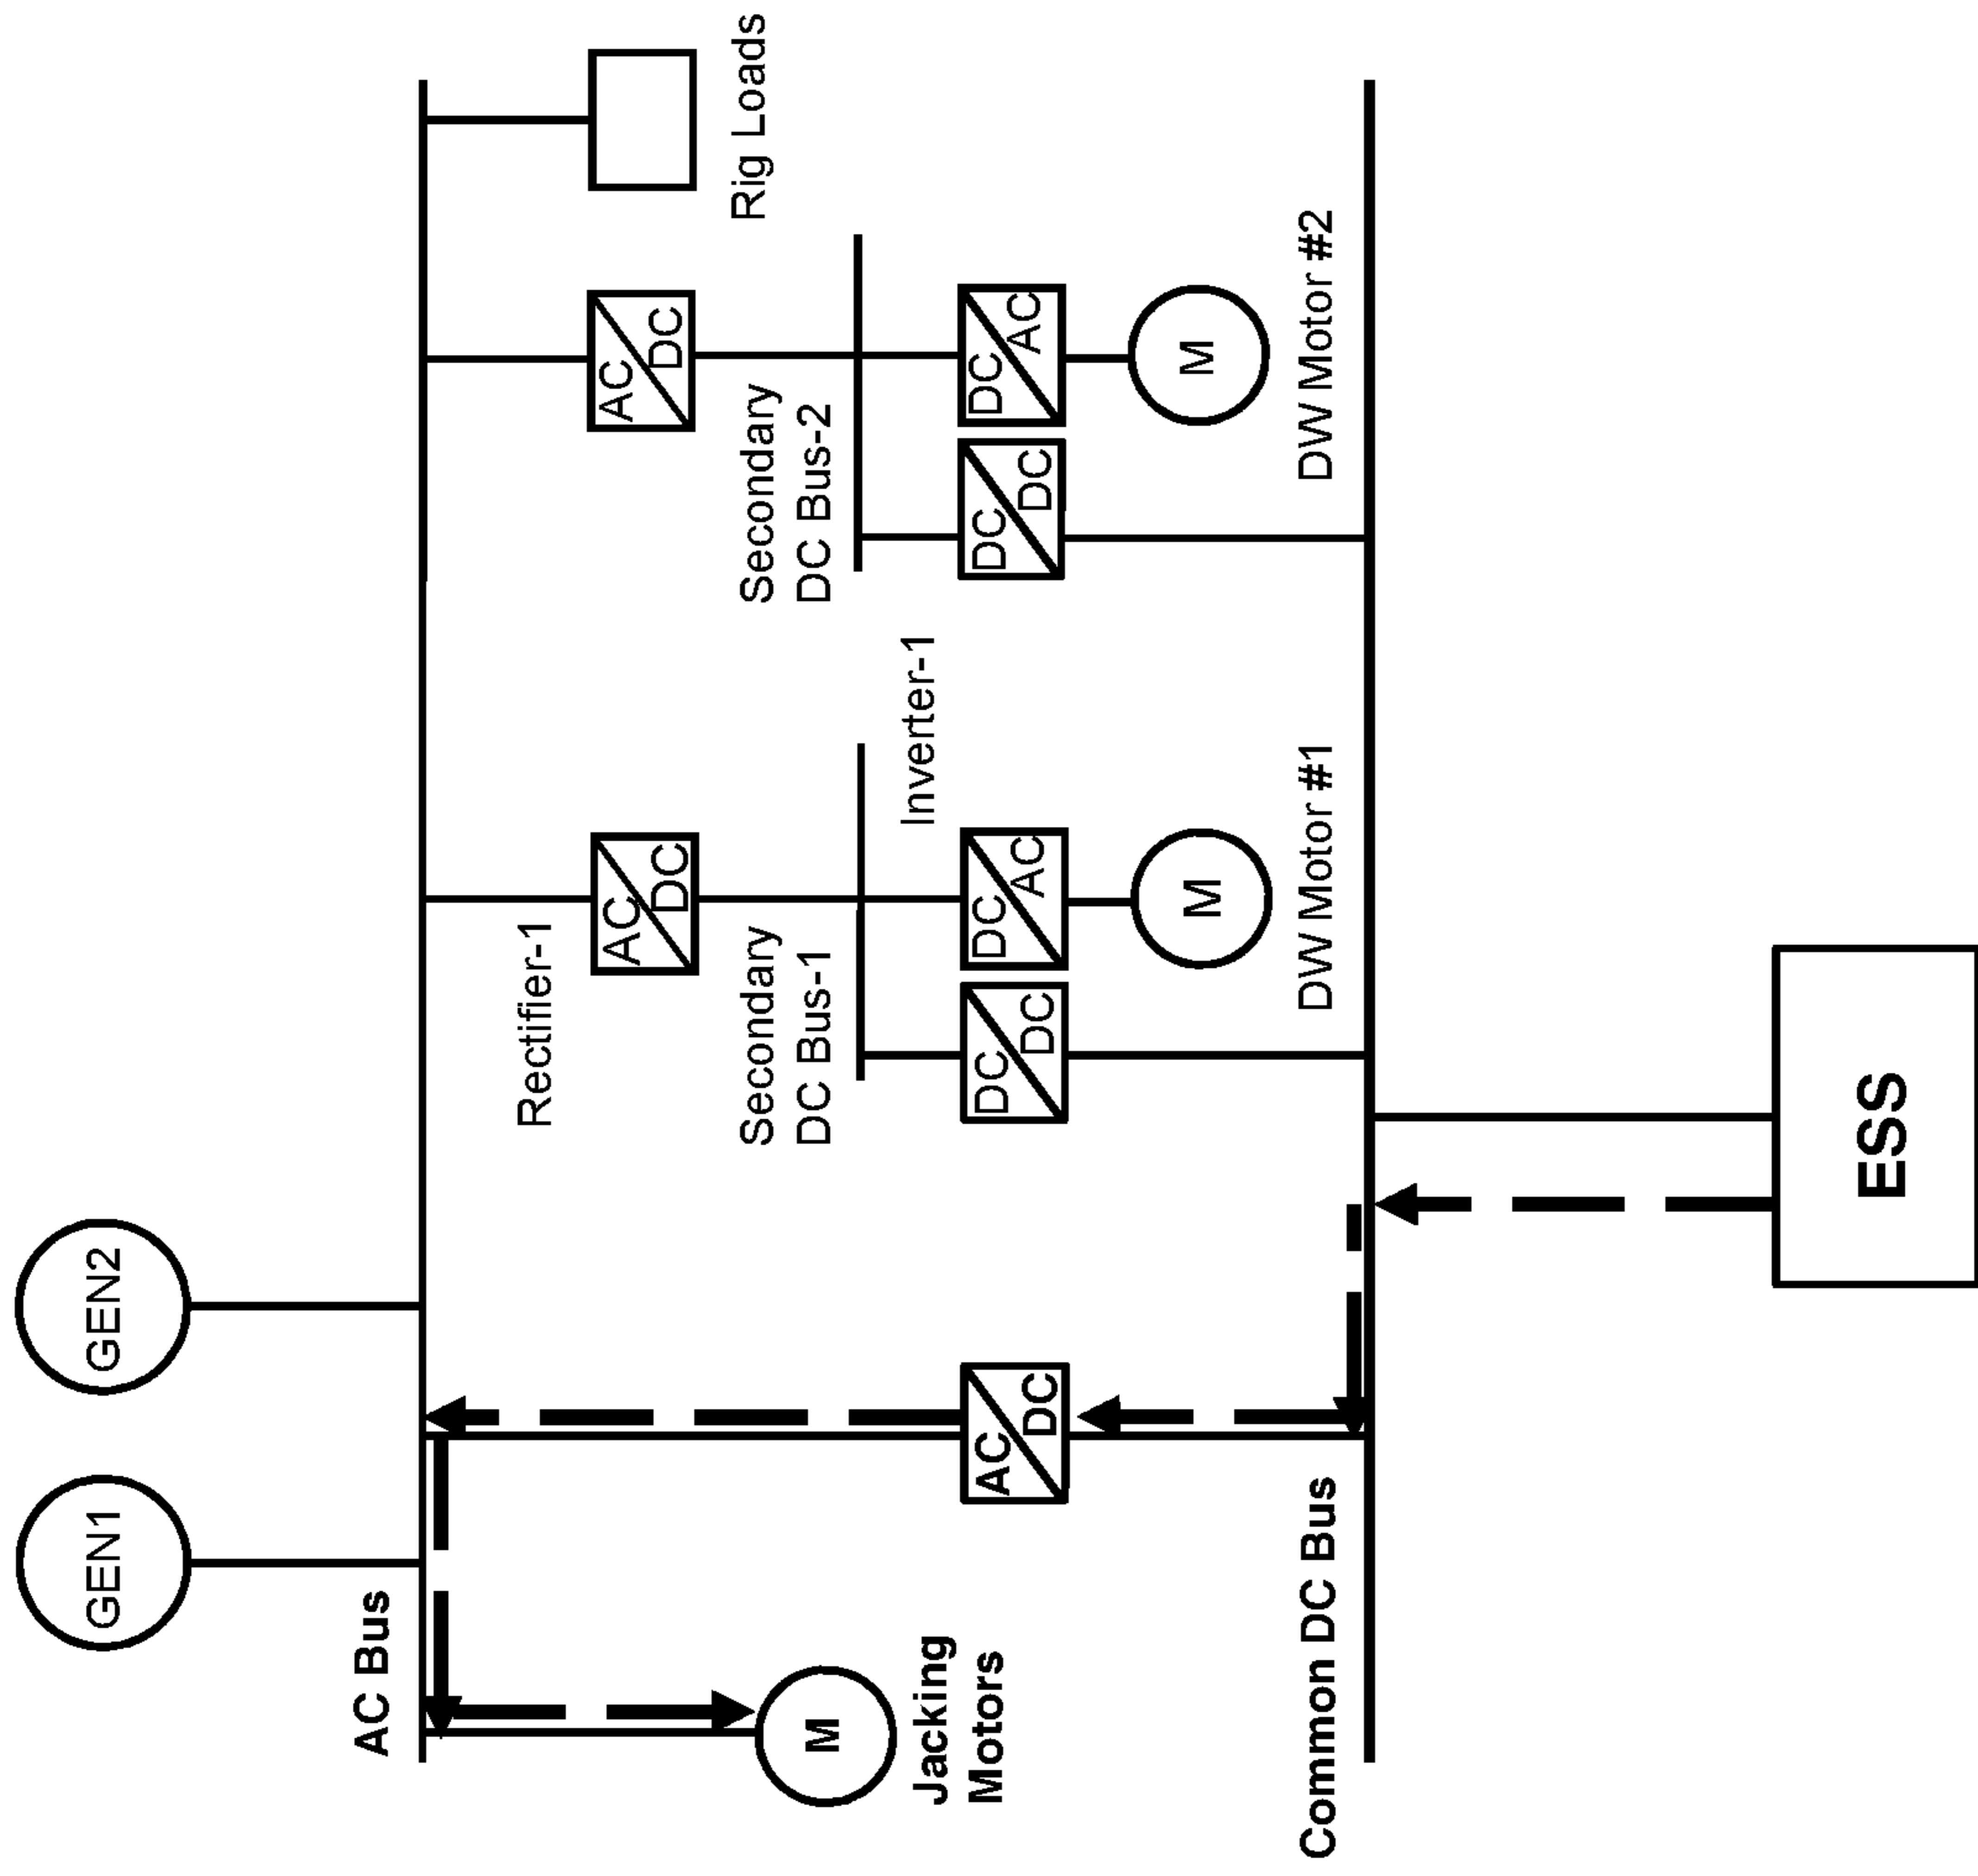 GEN1
GEN2
AC Bus
Rectifier-1
AC
DC
AC
DC
Rig Loads
Secondary
DC Bus-1
Secondary
DC Bus-2
Inverter-1
M
Jacking
Motors
AC
DC
DC
DC
DC
AC
DC
DC
DC
AC
M
M
Common DC Bus
DW Motor #1
DW Motor #2
ESS